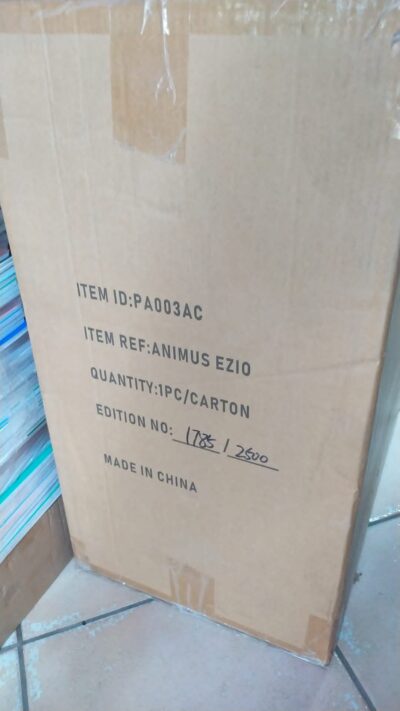 ITEM ID:PA003AC
ITEM REF:ANIMUS EZIO
QUANTITY:1PC/CARTON
EDITION NO: 1785 / 2500
MADE IN CHINA